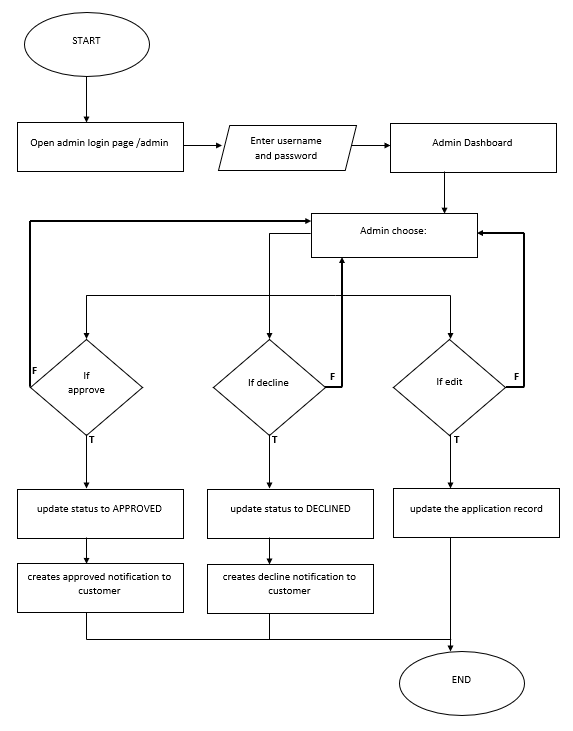 START
Open admin login page /admin
Enter username
and password
Admin Dashboard
Admin choose:
If
approve
F
T
If decline
F
T
If edit
F
T
update status to APPROVED
update status to DECLINED
update the application record
creates approved notification to
customer
creates decline notification to
customer
END